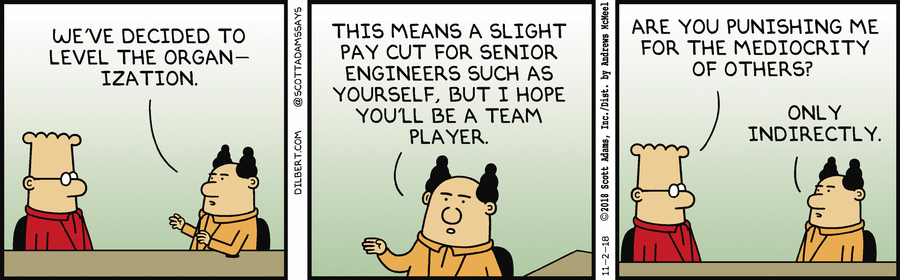 WE'VE DECIDED TO
LEVEL THE ORGAN-
IZATION.
DILBERT.COM @SCOTTADAMSSAYS
THIS MEANS A SLIGHT
PAY CUT FOR SENIOR
ENGINEERS SUCH AS
YOURSELF, BUT I HOPE
YOU'LL BE A TEAM
PLAYER.
11-2-18 ©2018 Scott Adams, Inc./Dist. by Andrews McMeel
ARE YOU PUNISHING ME
FOR THE MEDIOCRITY
OF OTHERS?
ONLY
INDIRECTLY.